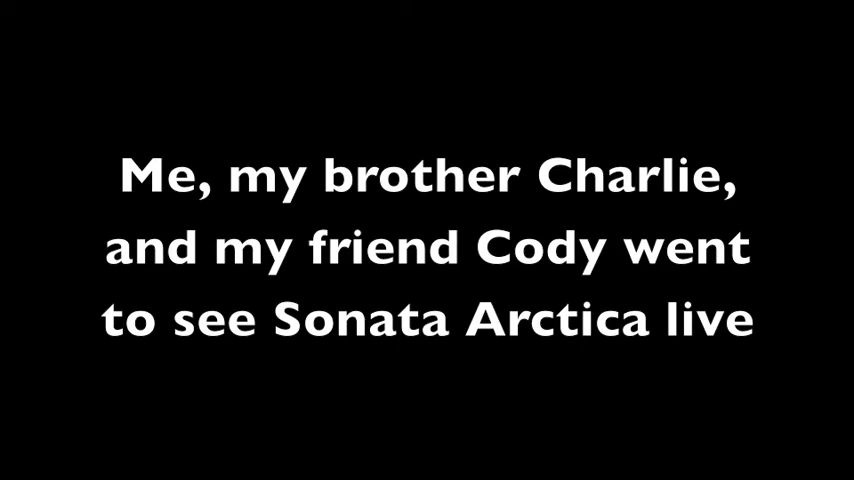 Me, my brother Charlie,
and my friend Cody went
to see Sonata Arctica live